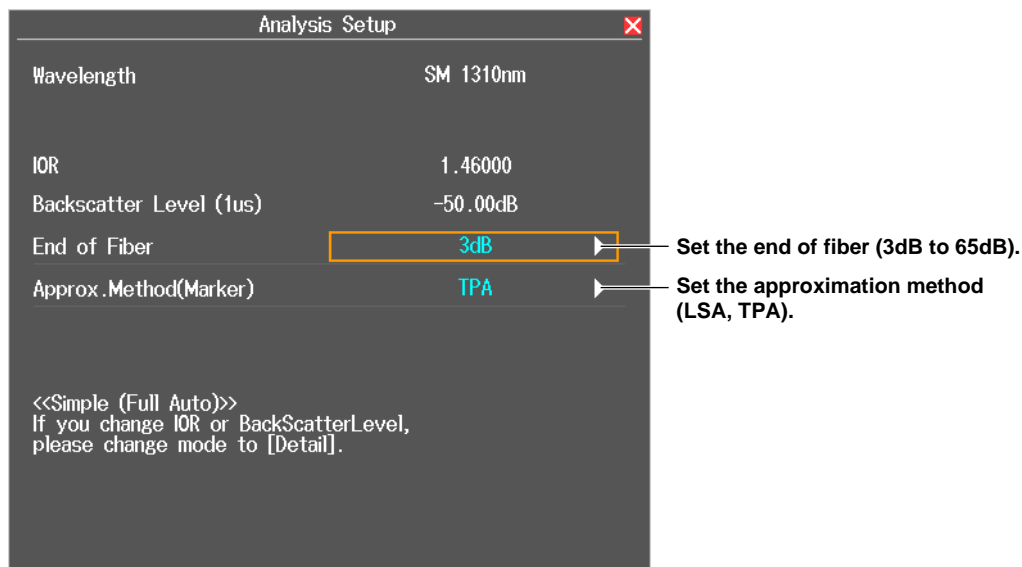 Analysis Setup
Wavelength SM 1310nm
IOR 1.46000
Backscatter Level (1us) -50.00dB
End of Fiber 3dB
Set the end of fiber (3dB to 65dB).
Approx.Method(Marker) TPA
Set the approximation method
(LSA, TPA).
<<Simple (Full Auto)>>
If you change IOR or BackScatterLevel,
please change mode to [Detail].